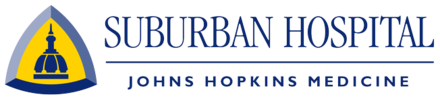 SUBURBAN HOSPITAL
JOHNS HOPKINS MEDICINE